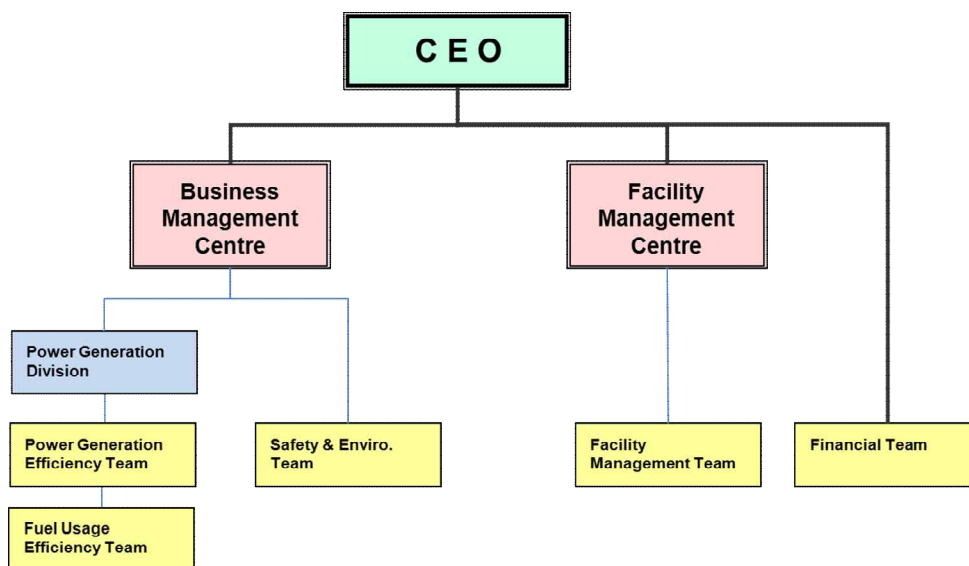 C E O
Business
Management
Centre
Facility
Management
Centre
Power Generation
Division
Power Generation
Efficiency Team
Safety & Enviro.
Team
Facility
Management Team
Financial Team
Fuel Usage
Efficiency Team